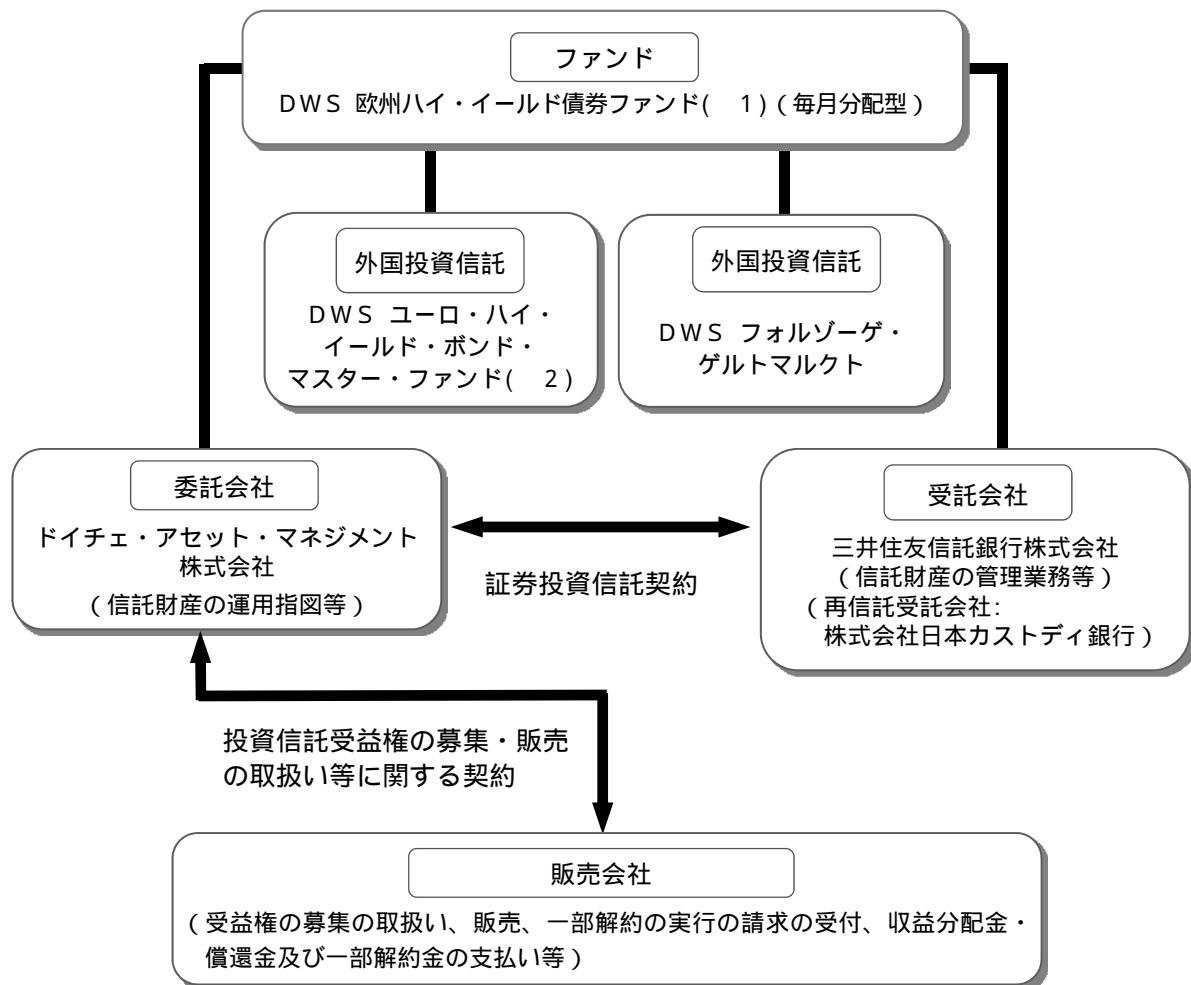 ファンド
DWS 欧州ハイ・イールド債券ファンド( 1)(毎月分配型)
外国投資信託
DWS ユーロ・ハイ・
イールド・ボンド・
マスター・ファンド( 2)
外国投資信託
DWS フォルゾーゲ・
ゲルトマルクト
委託会社
ドイチェ・アセット・マネジメント
株式会社
(信託財産の運用指図等)
証券投資信託契約
受託会社
三井住友信託銀行株式会社
(信託財産の管理業務等)
(再信託受託会社:
株式会社日本カストディ銀行)
投資信託受益権の募集・販売
の取扱い等に関する契約
販売会社
(受益権の募集の取扱い、販売、一部解約の実行の請求の受付、収益分配金・
償還金及び一部解約金の支払い等)